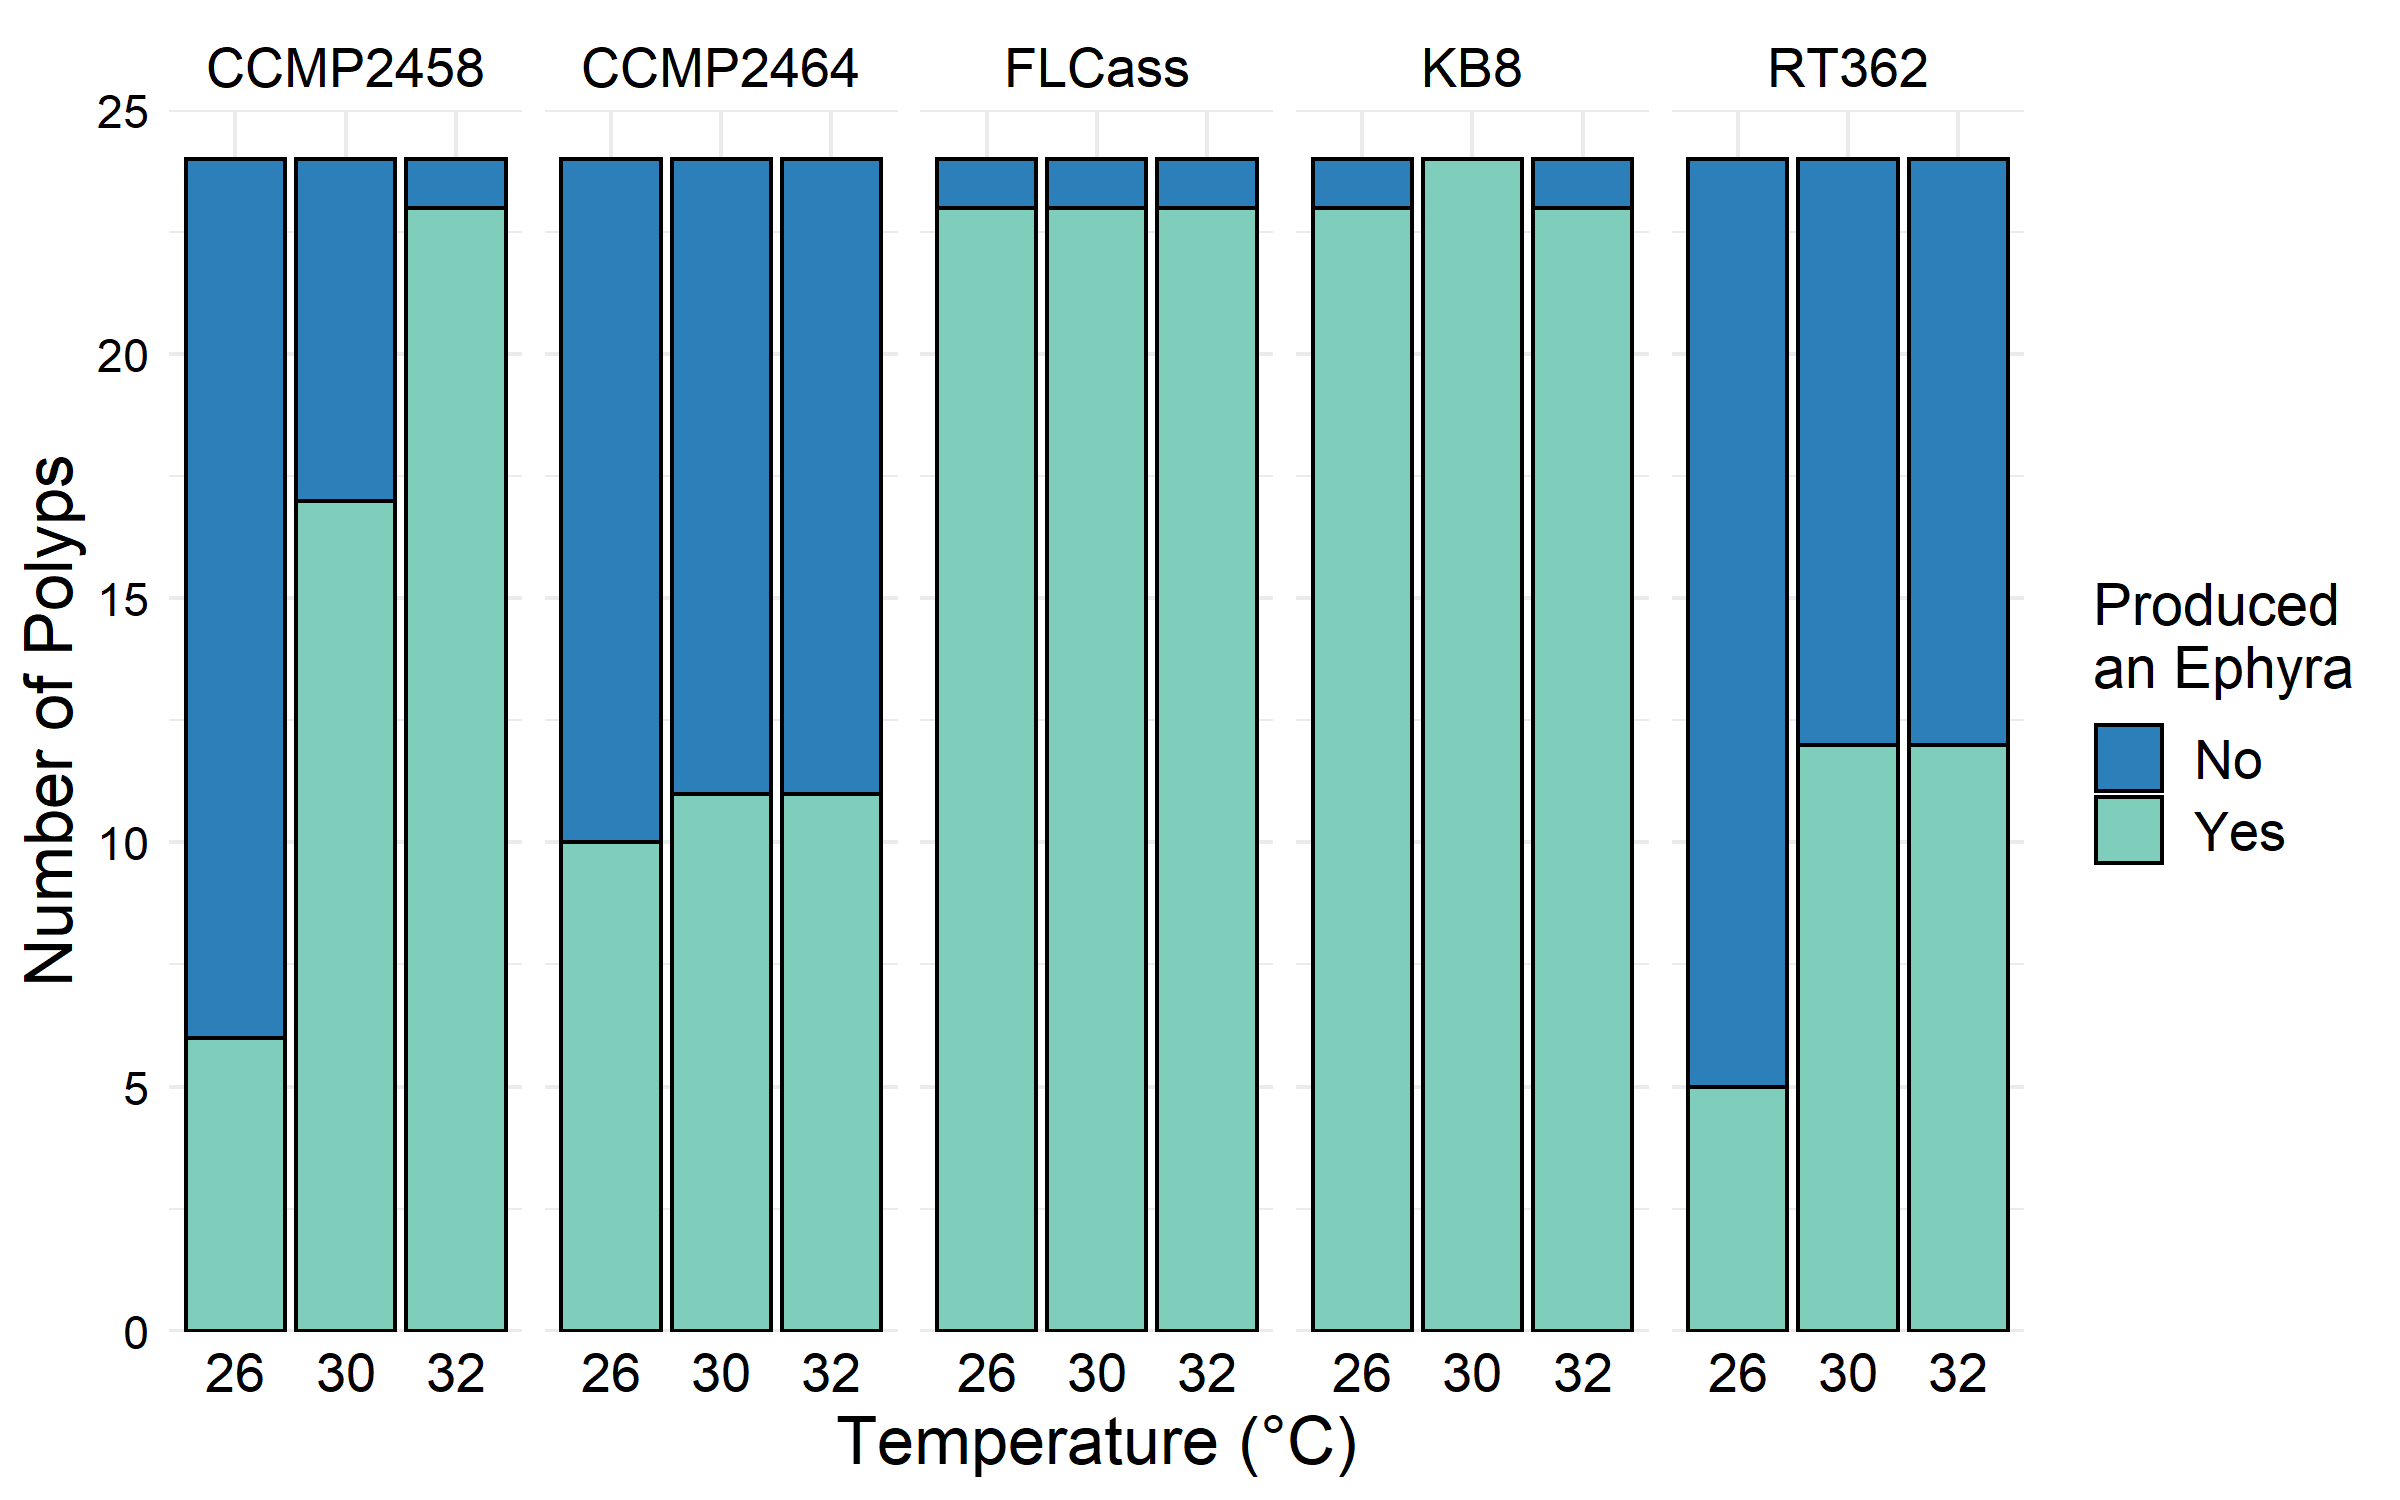 CCMP2458 CCMP2464 FLCass KB8 RT362
25
20
15
10
5
0
Number of Polyps
26 30 32 26 30 32 26 30 32 26 30 32 26 30 32
Temperature (°C)
Produced
an Ephyra
No
Yes